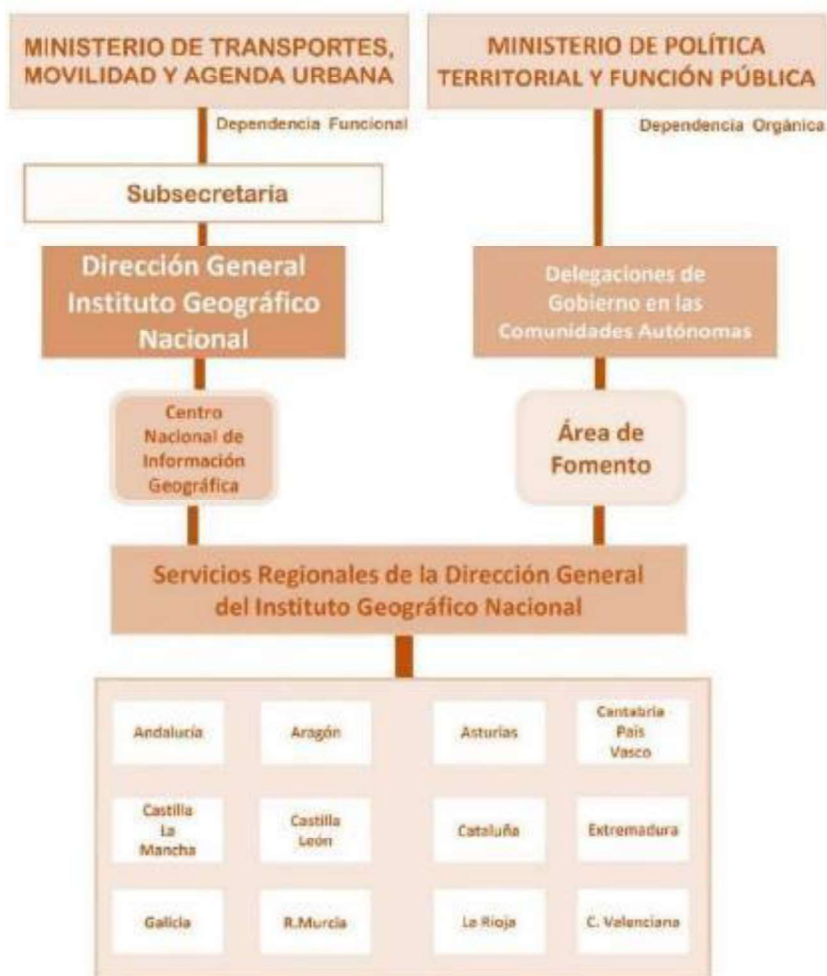 MINISTERIO DE TRANSPORTES,
MOVILIDAD Y AGENDA URBANA
MINISTERIO DE POLÍTICA
TERRITORIAL Y FUNCIÓN PÚBLICA
Dependencia Funcional
Dependencia Orgánica
Subsecretaría
Dirección General
Instituto Geográfico
Nacional
Delegaciones de
Gobierno en las
Comunidades Autónomas
Centro
Nacional de
Información
Geográfica
Área de
Fomento
Servicios Regionales de la Dirección General
del Instituto Geográfico Nacional
Andalucía
Aragón
Asturias
Cantabria
País
Vasco
Castilla
La
Mancha
Castilla
León
Cataluña
Extremadura
Galicia
R.Murcia
La Rioja
C. Valenciana